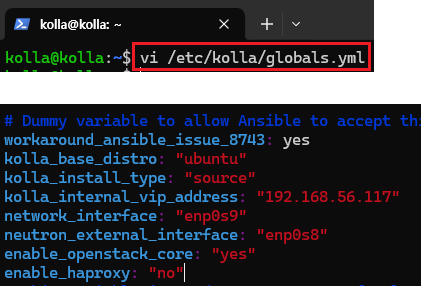 kolla@kolla: ~
kolla@kolla:~$ vi /etc/kolla/globals.yml
# Dummy variable to allow Ansible to accept
workaround_ansible_issue_8743: yes
kolla_base_distro: "ubuntu"
kolla_install_type: "source"
kolla_internal_vip_address: "192.168.56.117"
network_interface: "enp0s9"
neutron_external_interface: "enp0s8"
enable_openstack_core: "yes"
enable_haproxy: "no"